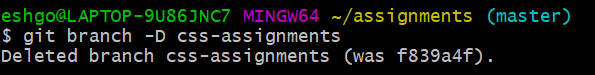 eshgo@LAPTOP-9U86JNC7 MINGW64 ~/assignments (master)
$ git branch -D css-assignments
Deleted branch css-assignments (was f839a4f).